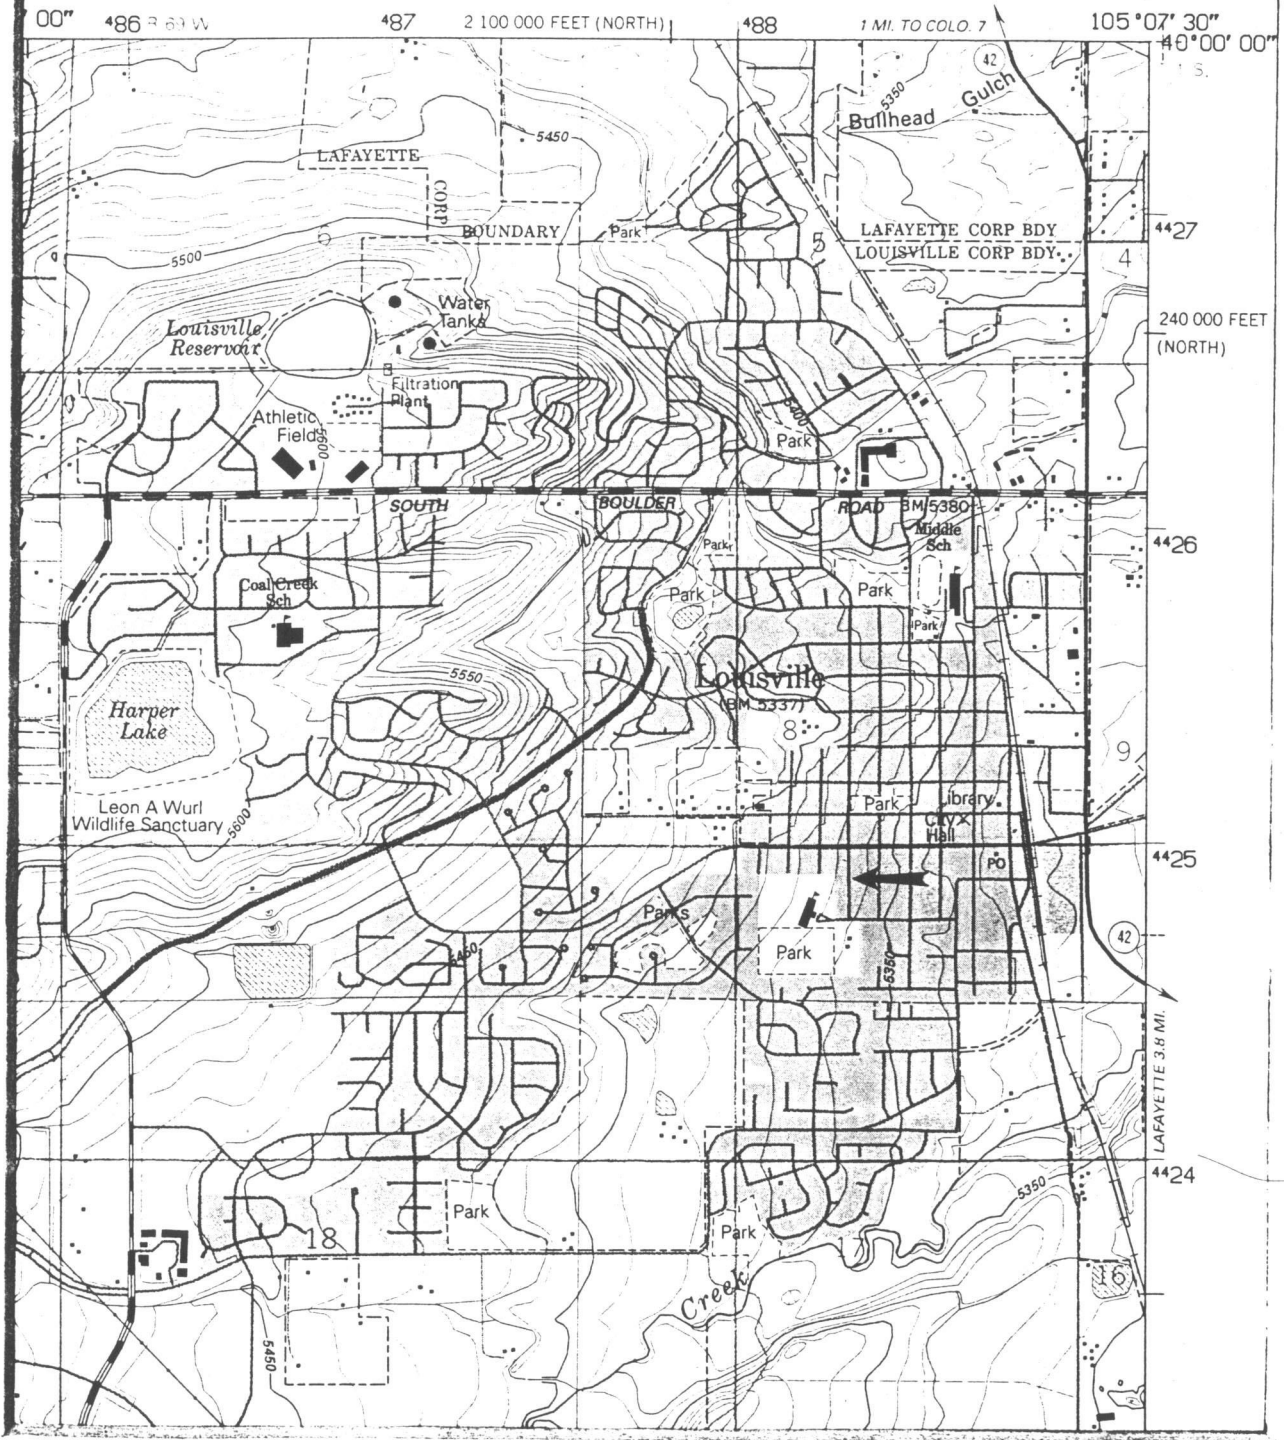 00″ ⁴86 R 69 W ⁴87 2 100 000 FEET (NORTH) ⁴88 1 MI. TO COLO. 7 105°07′30″
40°00′00″
42
5350
Bullhead Gulch
5450
LAFAYETTE
CORP
BOUNDARY
Park
6
5
LAFAYETTE CORP BDY
LOUISVILLE CORP BDY
4427
4
5500
Water
Tanks
Louisville
Reservoir
240 000 FEET
(NORTH)
Filtration
Plant
5400
Athletic
Field
5600
Park
SOUTH BOULDER ROAD BM 5380
Middle
Sch
Park
4426
Coal Creek
Sch
Park
Park
Park
5550
Louisville
(BM 5337)
Harper
Lake
7
8
9
Leon A Wurl
Wildlife Sanctuary
5600
Park
Library
City
Hall
4425
PO
Parks
42
Park
5450
5350
LAFAYETTE 3.8 MI.
4424
5350
Park
Park
18
16
Creek
5450